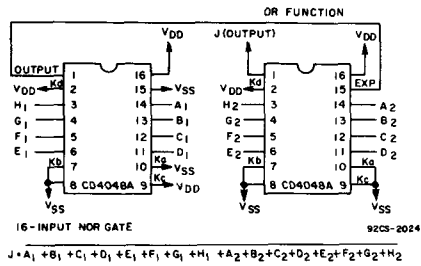 OR FUNCTION
VDD J(OUTPUT) VDD
OUTPUT 1 16 1 16
Kd Kd EXP
VDD 2 15 VSS VDD 2 15
H1 3 14 A1 H2 3 14 A2
G1 4 13 B1 G2 4 13 B2
F1 5 12 C1 F2 5 12 C2
E1 6 11 D1 E2 6 11 D2
Kb 7 10 Ka VSS Kb 7 10 Ka
8 CD4048A 9 Kc VDD 8 CD4048A 9 Kc
VSS VSS VSS
16-INPUT NOR GATE 92CS-2024
J=A1+B1+C1+D1+E1+F1+G1+H1+A2+B2+C2+D2+E2+F2+G2+H2